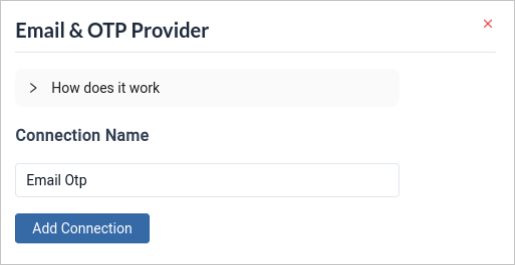 Email & OTP Provider
How does it work
Connection Name
Email Otp
Add Connection